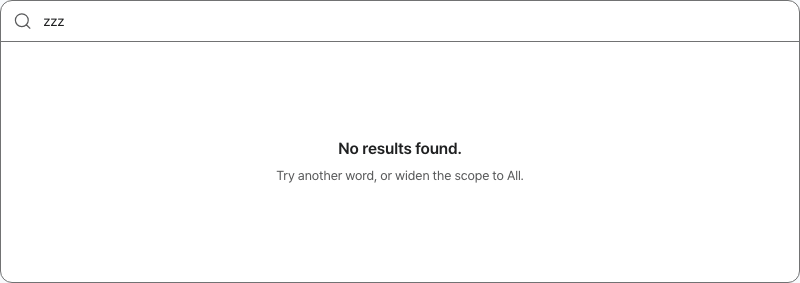 zzz
No results found.
Try another word, or widen the scope to All.